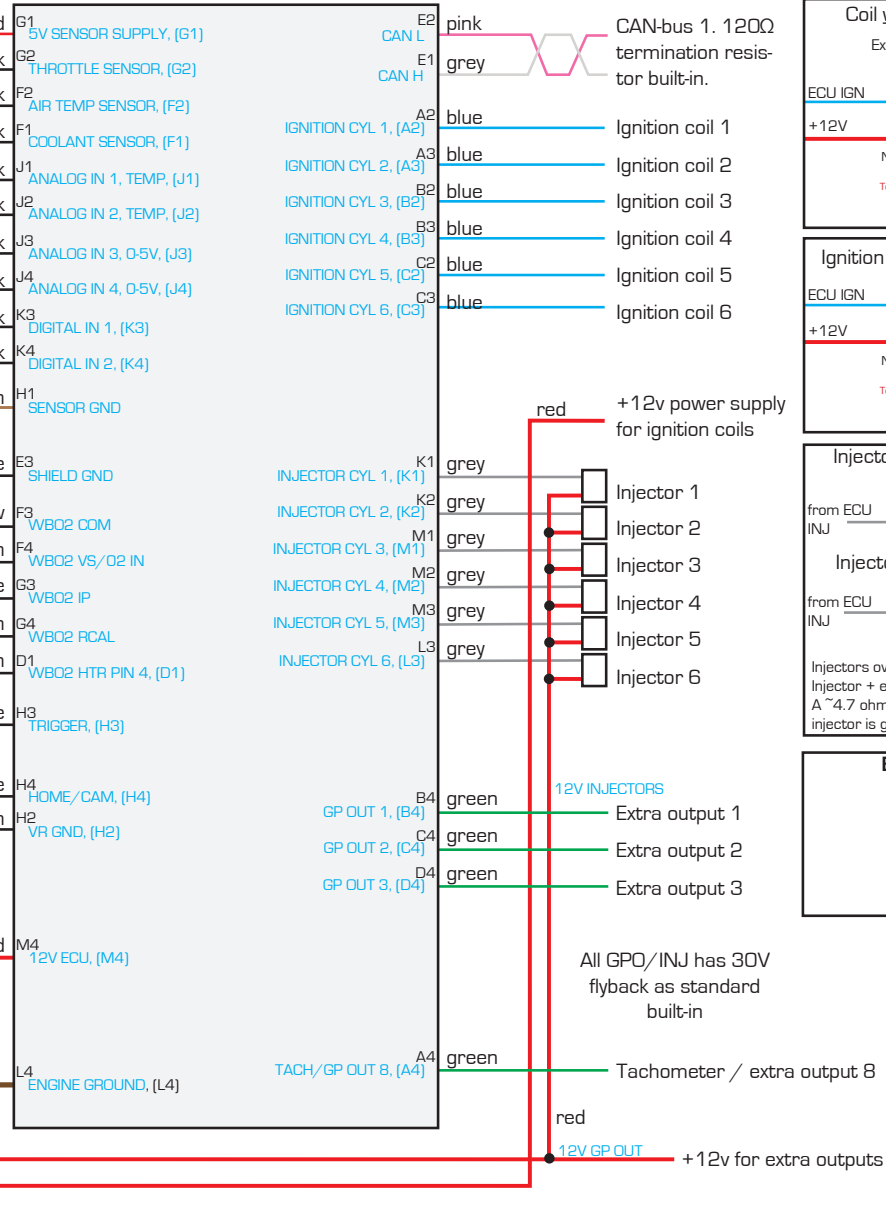 G1
5V SENSOR SUPPLY, (G1)
G2
THROTTLE SENSOR, (G2)
F2
AIR TEMP SENSOR, (F2)
F1
COOLANT SENSOR, (F1)
J1
ANALOG IN 1, TEMP, (J1)
J2
ANALOG IN 2, TEMP, (J2)
J3
ANALOG IN 3, 0-5V, (J3)
J4
ANALOG IN 4, 0-5V, (J4)
K3
DIGITAL IN 1, (K3)
K4
DIGITAL IN 2, (K4)
H1
SENSOR GND
E3
SHIELD GND
F3
WBO2 COM
F4
WBO2 VS/O2 IN
G3
WBO2 IP
G4
WBO2 RCAL
D1
WBO2 HTR PIN 4, (D1)
H3
TRIGGER, (H3)
H4
HOME/CAM, (H4)
H2
VR GND, (H2)
M4
12V ECU, (M4)
L4
ENGINE GROUND, (L4)
E2 pink
CAN L
E1 grey
CAN H
CAN-bus 1. 120Ω
termination resis-
tor built-in.
A2 blue
IGNITION CYL 1, (A2) Ignition coil 1
A3 blue
IGNITION CYL 2, (A3) Ignition coil 2
B2 blue
IGNITION CYL 3, (B2) Ignition coil 3
B3 blue
IGNITION CYL 4, (B3) Ignition coil 4
C2 blue
IGNITION CYL 5, (C2) Ignition coil 5
C3 blue
IGNITION CYL 6, (C3) Ignition coil 6
red
+12v power supply
for ignition coils
K1 grey
INJECTOR CYL 1, (K1) Injector 1
K2 grey
INJECTOR CYL 2, (K2) Injector 2
M1 grey
INJECTOR CYL 3, (M1) Injector 3
M2 grey
INJECTOR CYL 4, (M2) Injector 4
M3 grey
INJECTOR CYL 5, (M3) Injector 5
L3 grey
INJECTOR CYL 6, (L3) Injector 6
12V INJECTORS
B4 green
GP OUT 1, (B4) Extra output 1
C4 green
GP OUT 2, (C4) Extra output 2
D4 green
GP OUT 3, (D4) Extra output 3
All GPO/INJ has 30V
flyback as standard
built-in
A4 green
TACH/GP OUT 8, (A4) Tachometer / extra output 8
red
12V GP OUT
+12v for extra outputs
Coil
ECU IGN
+12V
Ignition
ECU IGN
+12V
from ECU
INJ
from ECU
INJ
Injectors
Injector +
A ~4.7 ohm
injector is